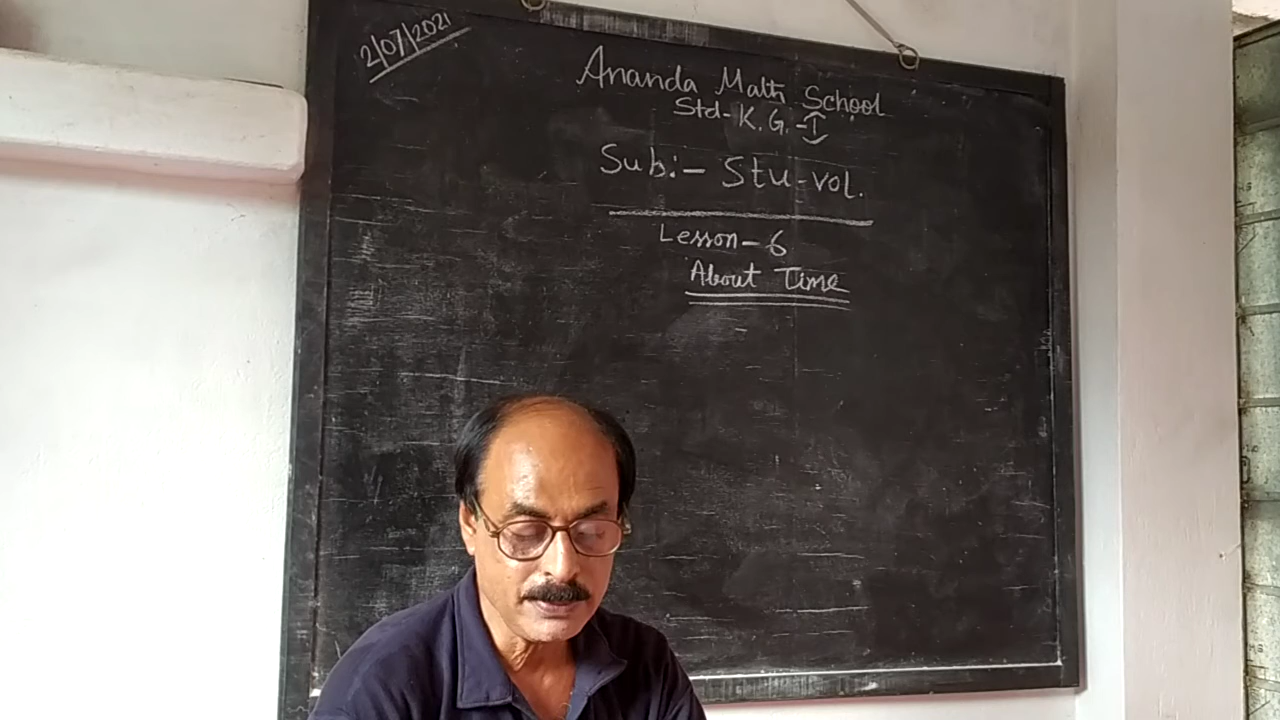 2/07/2021
Ananda Math School
Std-K.G.-I
Sub:- Stu-vol.
Lesson-6
About Time